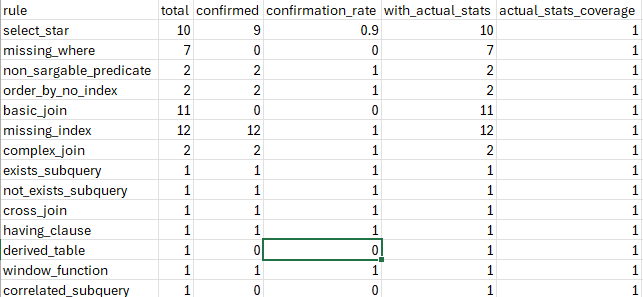 rule total confirmed confirmation_rate with_actual_stats actual_stats_coverage
select_star 10 9 0.9 10 1
missing_where 7 0 0 7 1
non_sargable_predicate 2 2 1 2 1
order_by_no_index 2 2 1 2 1
basic_join 11 0 0 11 1
missing_index 12 12 1 12 1
complex_join 2 2 1 2 1
exists_subquery 1 1 1 1 1
not_exists_subquery 1 1 1 1 1
cross_join 1 1 1 1 1
having_clause 1 1 1 1 1
derived_table 1 0 0 1 1
window_function 1 1 1 1 1
correlated_subquery 1 0 0 1 1